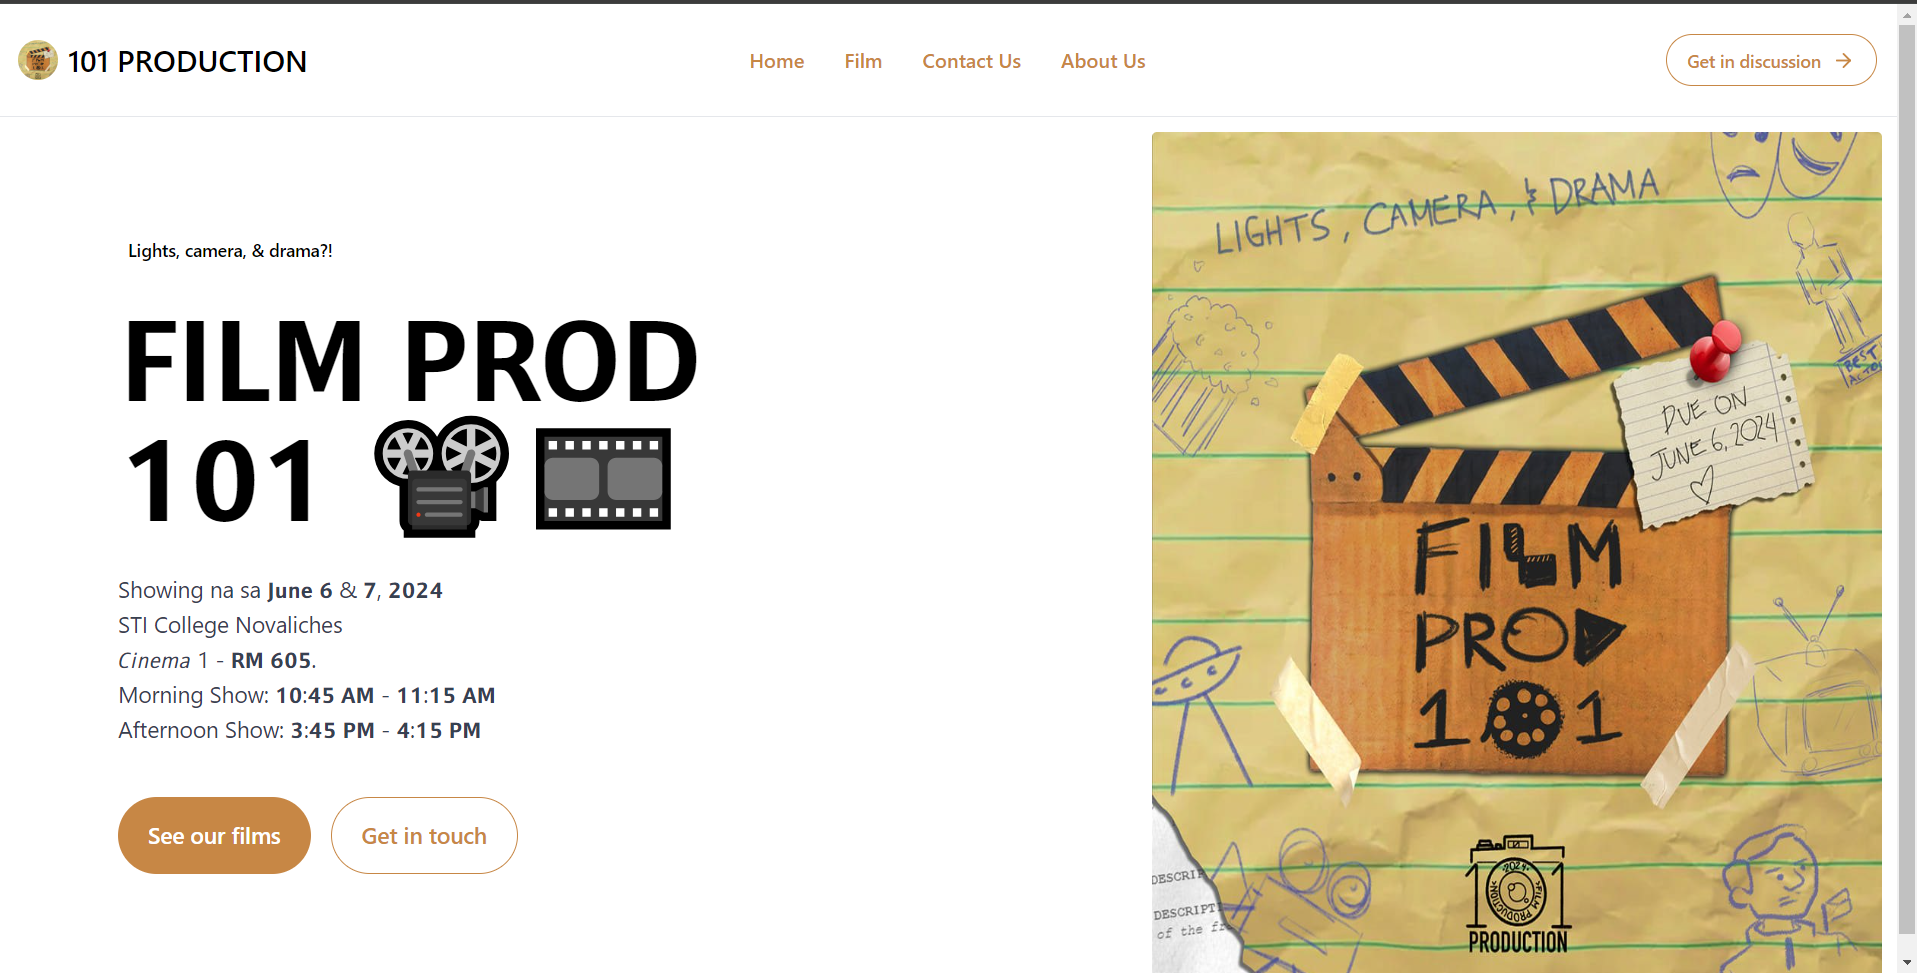 101 PRODUCTION
Home Film Contact Us About Us
Get in discussion
Lights, camera, & drama?!
FILM PROD
101
Showing na sa June 6 & 7, 2024
STI College Novaliches
Cinema 1 - RM 605.
Morning Show: 10:45 AM - 11:15 AM
Afternoon Show: 3:45 PM - 4:15 PM
See our films
Get in touch
LIGHTS, CAMERA, & DRAMA
BEST
DUE ON
JUNE 6, 2024
FILM
PROD
101
2024
FILM PRODUCTION
101
PRODUCTION
of the